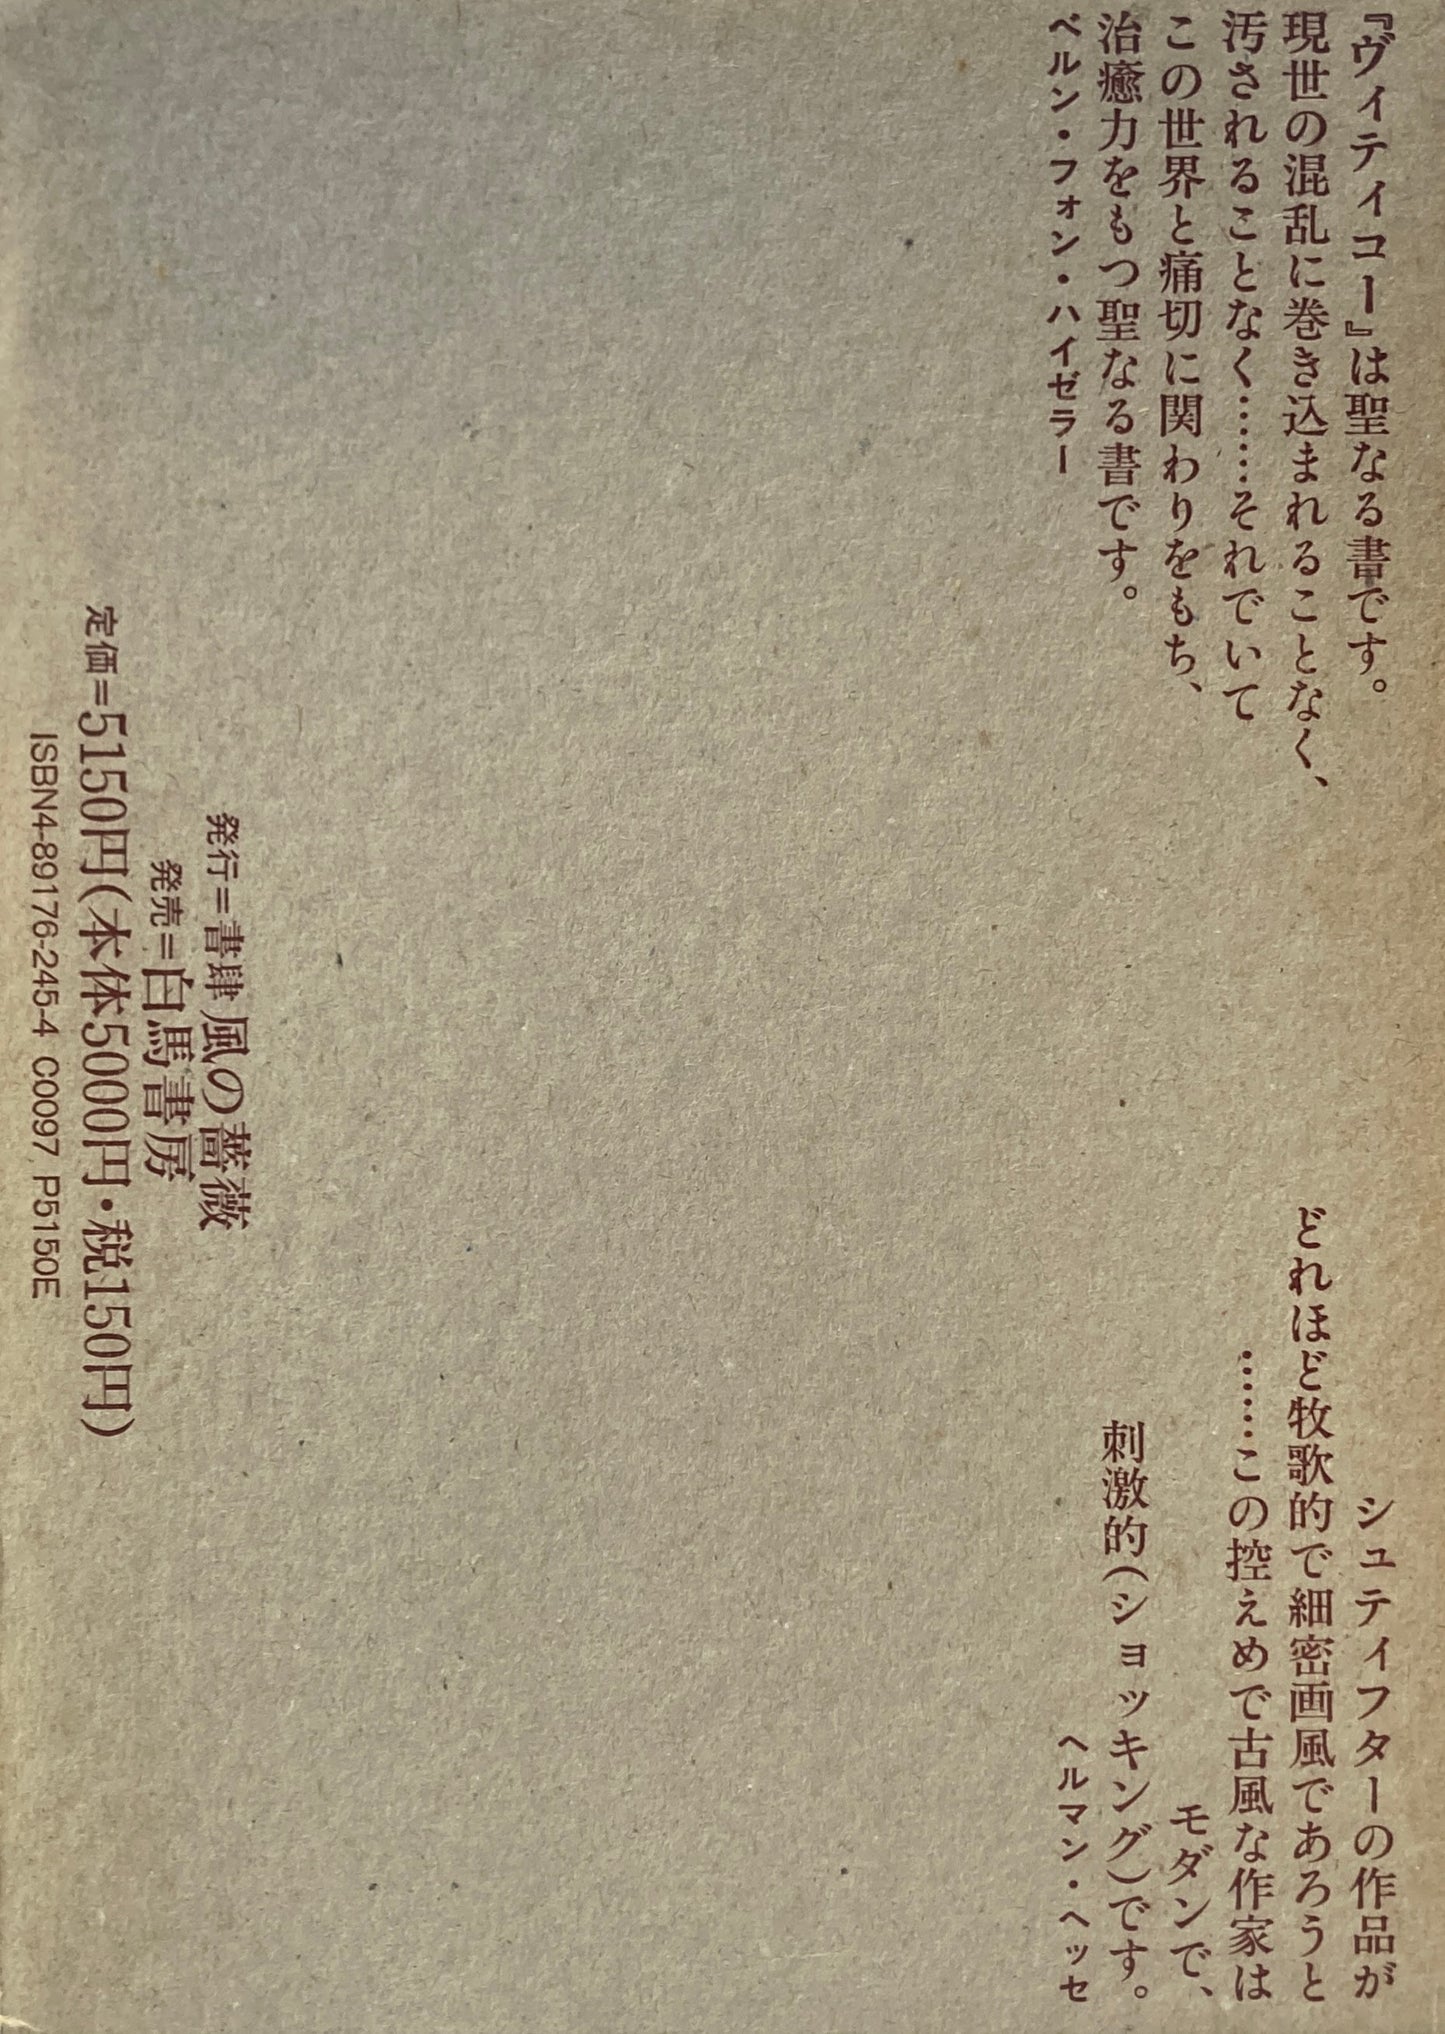 『ヴィティコー』は聖なる書です。
現世の混乱に巻き込まれることなく、
汚されることなく……それでいて
この世界と痛切に関わりをもち、
治癒力をもつ聖なる書です。
ベルン・フォン・ハイゼラー
シュティフターの作品が
どれほど牧歌的で細密画風であろうと
……この控えめで古風な作家は
モダンで、
刺激的(ショッキング)です。
ヘルマン・ヘッセ
発行=書肆風の薔薇
発売=白馬書房
定価=5150円(本体5000円・税150円)
ISBN4-89176-245-4 C0097 P5150E